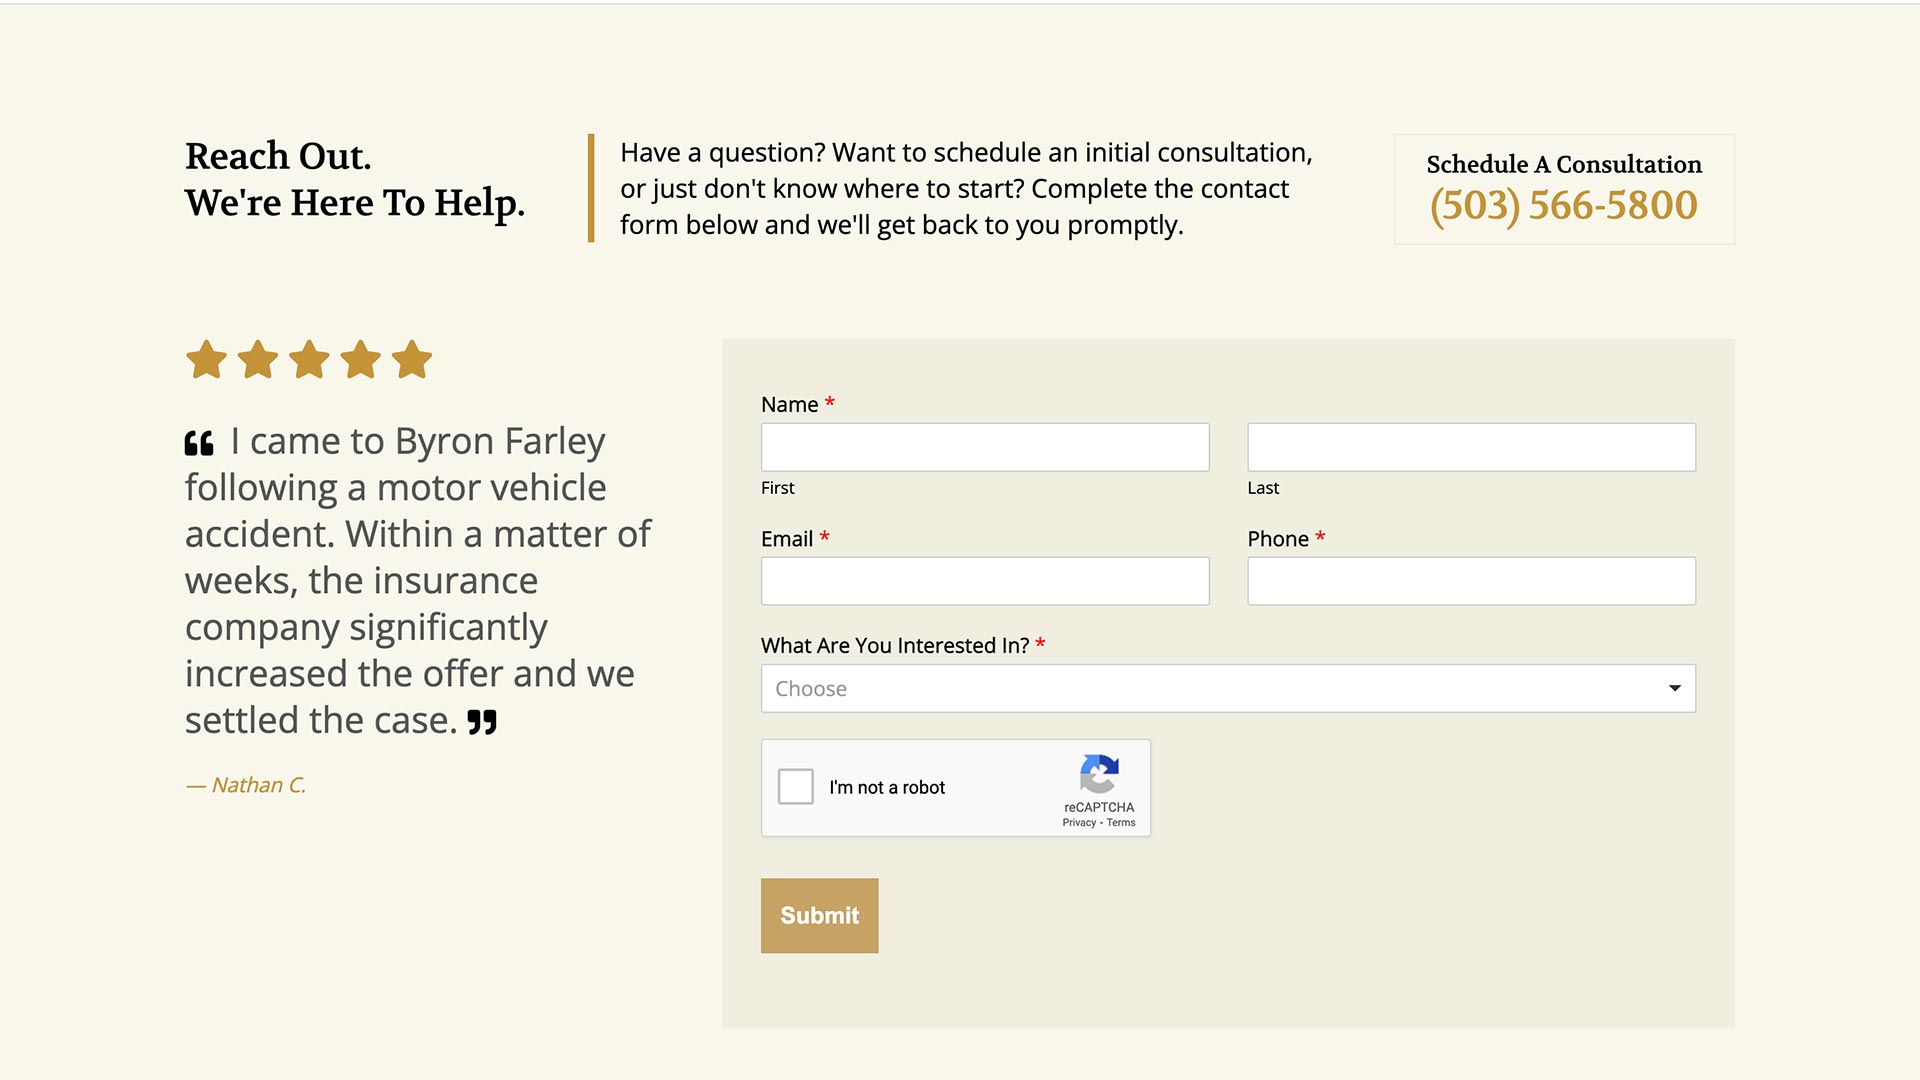 Reach Out.
We're Here To Help.
Have a question? Want to schedule an initial consultation,
or just don't know where to start? Complete the contact
form below and we'll get back to you promptly.
Schedule A Consultation
(503) 566-5800
“ I came to Byron Farley
following a motor vehicle
accident. Within a matter of
weeks, the insurance
company significantly
increased the offer and we
settled the case. ”
— Nathan C.
Name *
First
Last
Email *
Phone *
What Are You Interested In? *
Choose
I'm not a robot
reCAPTCHA
Privacy - Terms
Submit